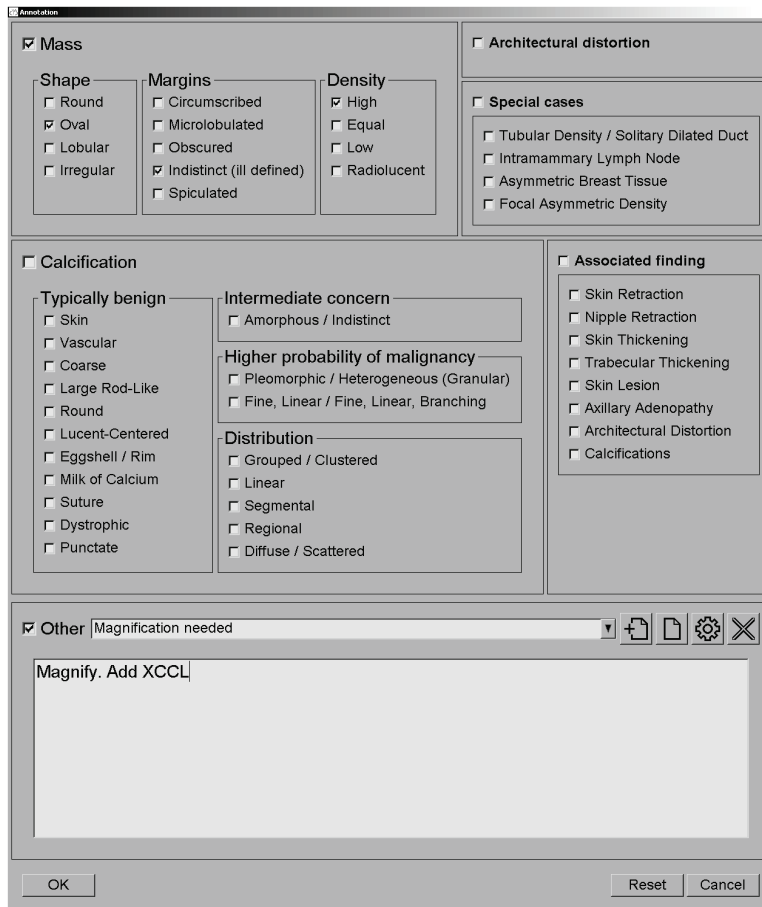 Annotation
Mass
Shape
Round
Oval
Lobular
Irregular
Margins
Circumscribed
Microlobulated
Obscured
Indistinct (ill defined)
Spiculated
Density
High
Equal
Low
Radiolucent
Architectural distortion
Special cases
Tubular Density / Solitary Dilated Duct
Intramammary Lymph Node
Asymmetric Breast Tissue
Focal Asymmetric Density
Calcification
Typically benign
Skin
Vascular
Coarse
Large Rod-Like
Round
Lucent-Centered
Eggshell / Rim
Milk of Calcium
Suture
Dystrophic
Punctate
Intermediate concern
Amorphous / Indistinct
Higher probability of malignancy
Pleomorphic / Heterogeneous (Granular)
Fine, Linear / Fine, Linear, Branching
Distribution
Grouped / Clustered
Linear
Segmental
Regional
Diffuse / Scattered
Associated finding
Skin Retraction
Nipple Retraction
Skin Thickening
Trabecular Thickening
Skin Lesion
Axillary Adenopathy
Architectural Distortion
Calcifications
Other
Magnification needed
Magnify. Add XCCL
OK
Reset
Cancel